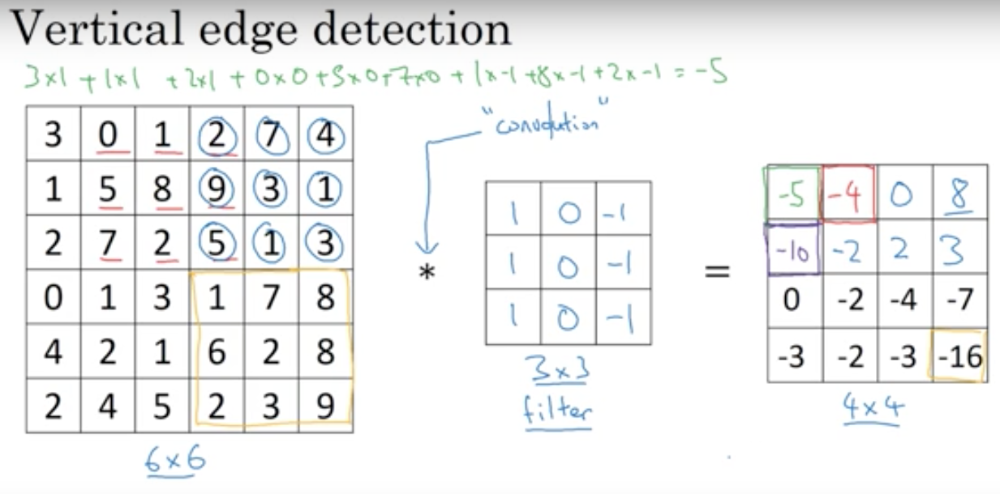 Vertical edge detection
3x1 + 1x1 + 2x1 + 0x0 + 5x0 + 7x0 + 1x-1 + 8x-1 + 2x-1 = -5
"convolution"
3 0 1 2 7 4
1 5 8 9 3 1
2 7 2 5 1 3
0 1 3 1 7 8
4 2 1 6 2 8
2 4 5 2 3 9
6x6
*
1 0 -1
1 0 -1
1 0 -1
3x3
filter
=
-5 -4 0 8
-10 -2 2 3
0 -2 -4 -7
-3 -2 -3 -16
4x4